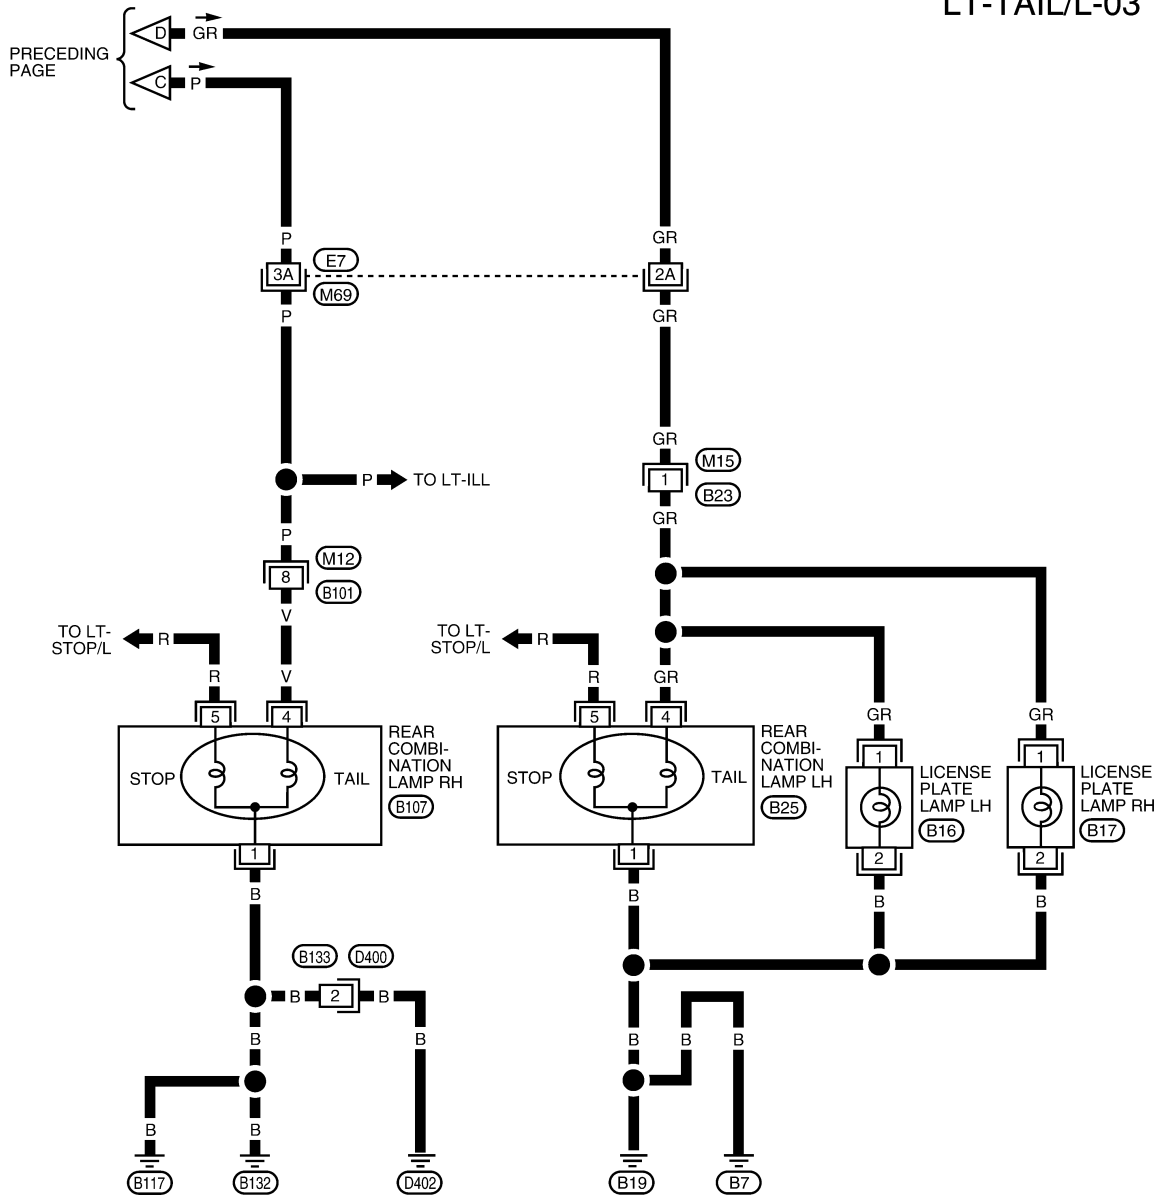 LT-TAIL/L-03
PRECEDING
PAGE
D GR
C P
P GR
3A E7 2A
M69
P GR
GR
M15
1
B23
P TO LT-ILL
GR
P
M12
8
B101
V
TO LT-
STOP/L
R
TO LT-
STOP/L
R
R V R GR
GR GR
5 4 5 4
1 1
STOP TAIL
REAR
COMBI-
NATION
LAMP RH
B107
STOP TAIL
REAR
COMBI-
NATION
LAMP LH
B25
LICENSE
PLATE
LAMP LH
B16
LICENSE
PLATE
LAMP RH
B17
1 1 2 2
B B B B
B133 D400
B 2 B
B B B B B
B
B117 B132 D402 B19 B7